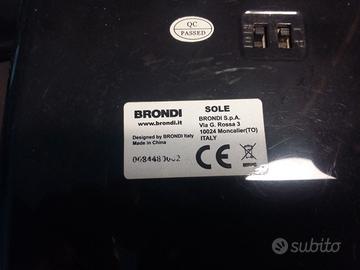 QC
PASSED
BRONDI
www.brondi.it
Designed by BRONDI Italy
Made in China
SOLE
BRONDI S.p.A.
Via G. Rossa 3
10024 Moncalier(TO)
ITALY
CE
subito